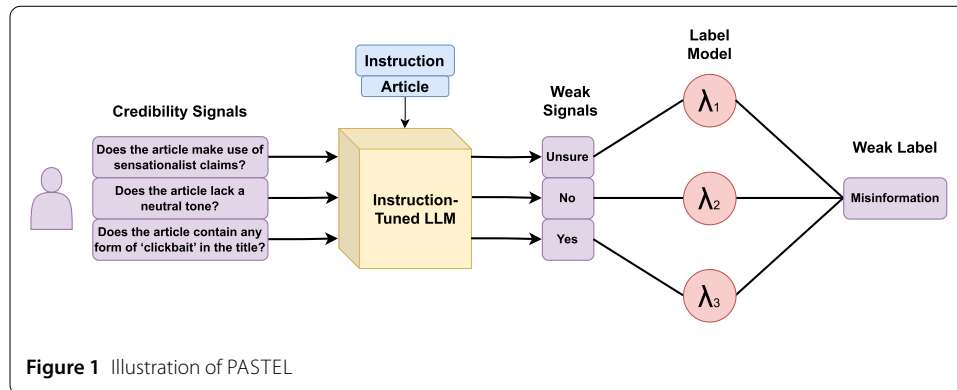 Instruction
Article
Label
Model
Credibility Signals
Weak
Signals
Weak Label
Does the article make use of
sensationalist claims?
Does the article lack a
neutral tone?
Does the article contain any
form of ‘clickbait’ in the title?
Instruction-
Tuned LLM
Unsure
No
Yes
λ1
λ2
λ3
Misinformation
Figure 1 Illustration of PASTEL